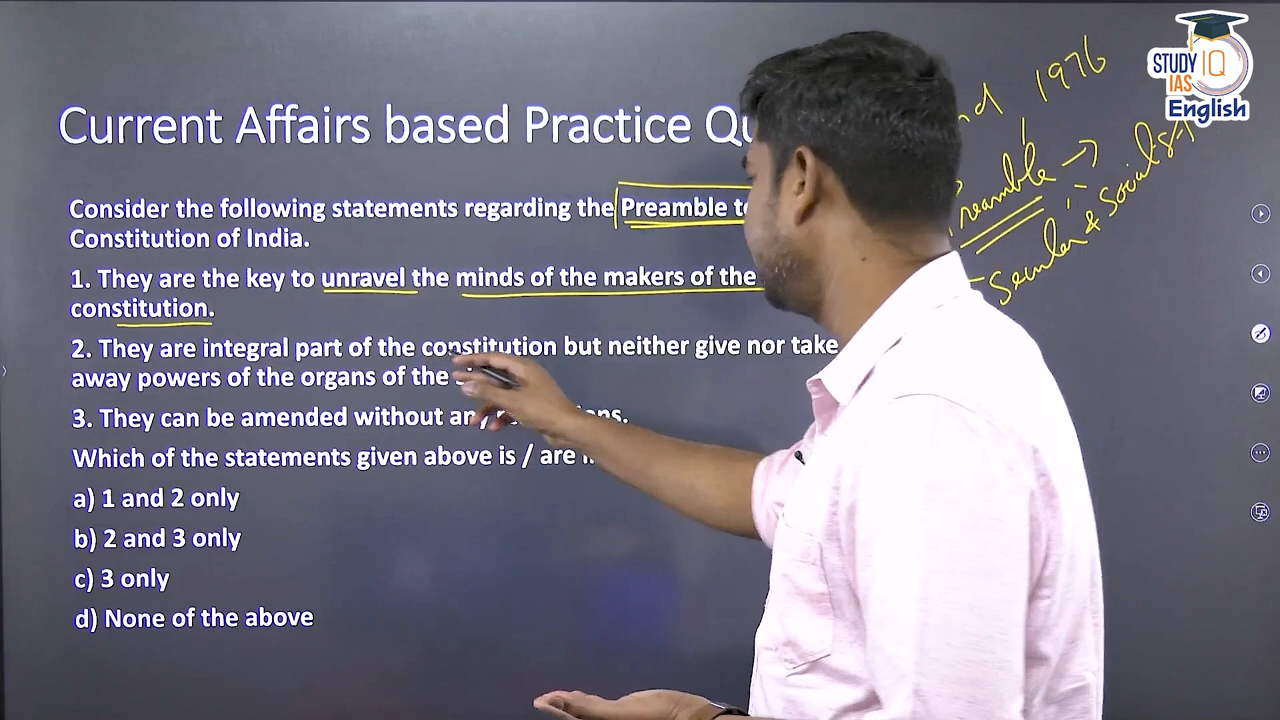 Current Affairs based Practice
Consider the following statements regarding the Preamble
Constitution of India.
1. They are the key to unravel the minds of the makers of the
constitution.
2. They are integral part of the constitution but neither give nor take
away powers of the organs of the
3. They can be amended without any
Which of the statements given above is / are
a) 1 and 2 only
b) 2 and 3 only
c) 3 only
d) None of the above
1976
Preamble →
Secular & Socialist
STUDY IQ
IAS
English